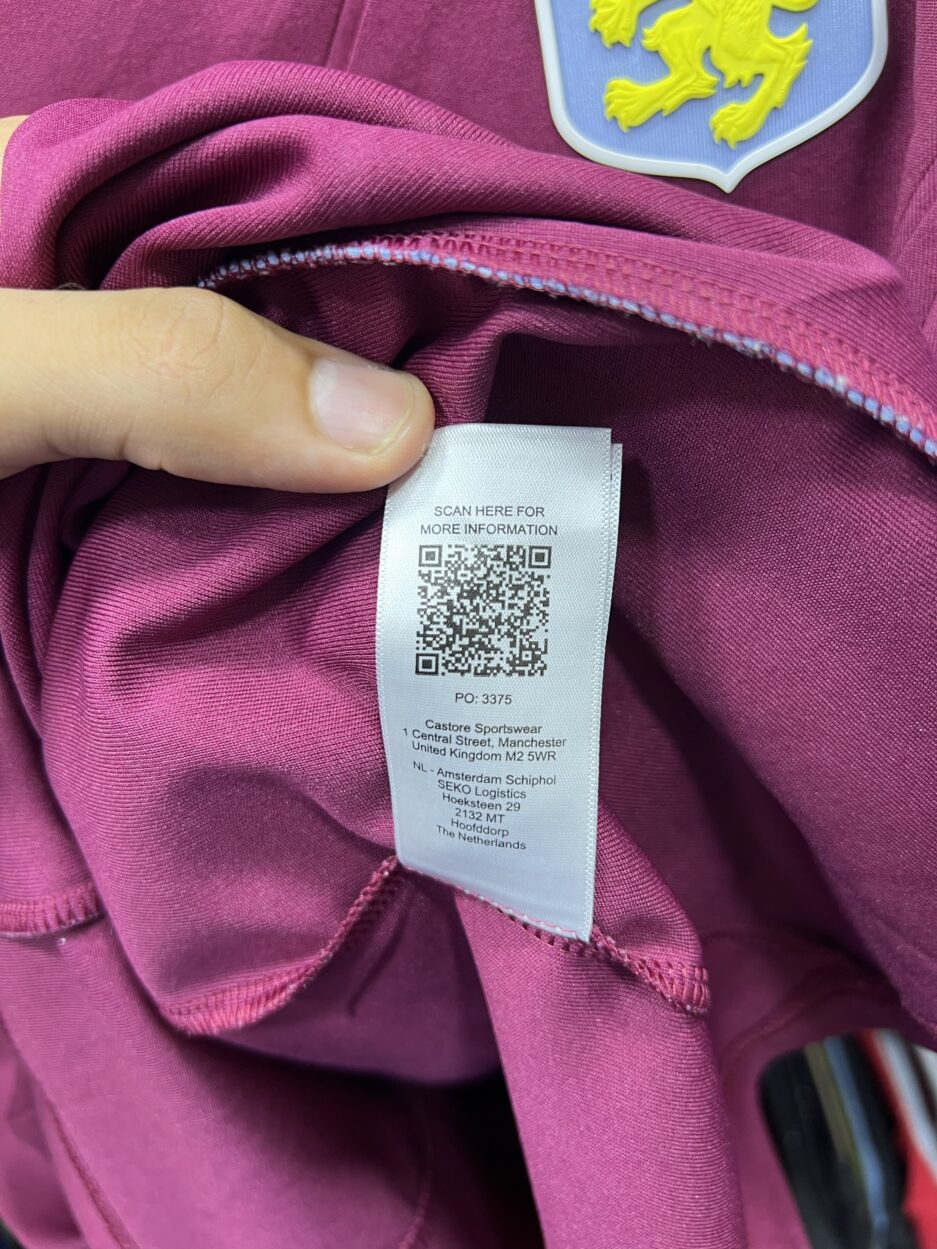 SCAN HERE FOR
MORE INFORMATION
PO: 3375
Castore Sportswear
1 Central Street, Manchester
United Kingdom M2 5WR
NL - Amsterdam Schiphol
SEKO Logistics
Hoeksteen 29
2132 MT
Hoofddorp
The Netherlands